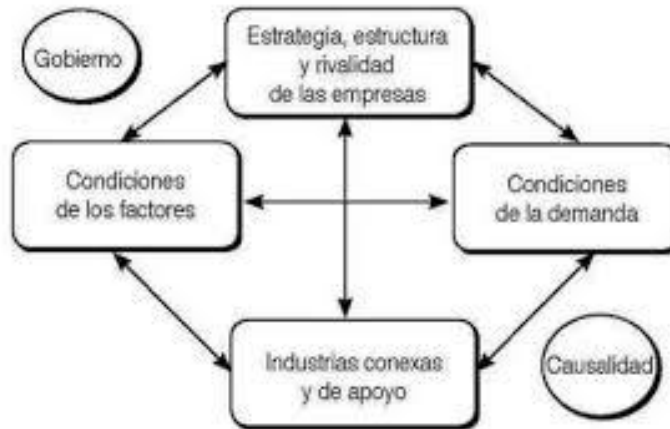 Gobierno
Estrategia, estructura
y rivalidad
de las empresas
Condiciones
de los factores
Condiciones
de la demanda
Industrias conexas
y de apoyo
Causalidad